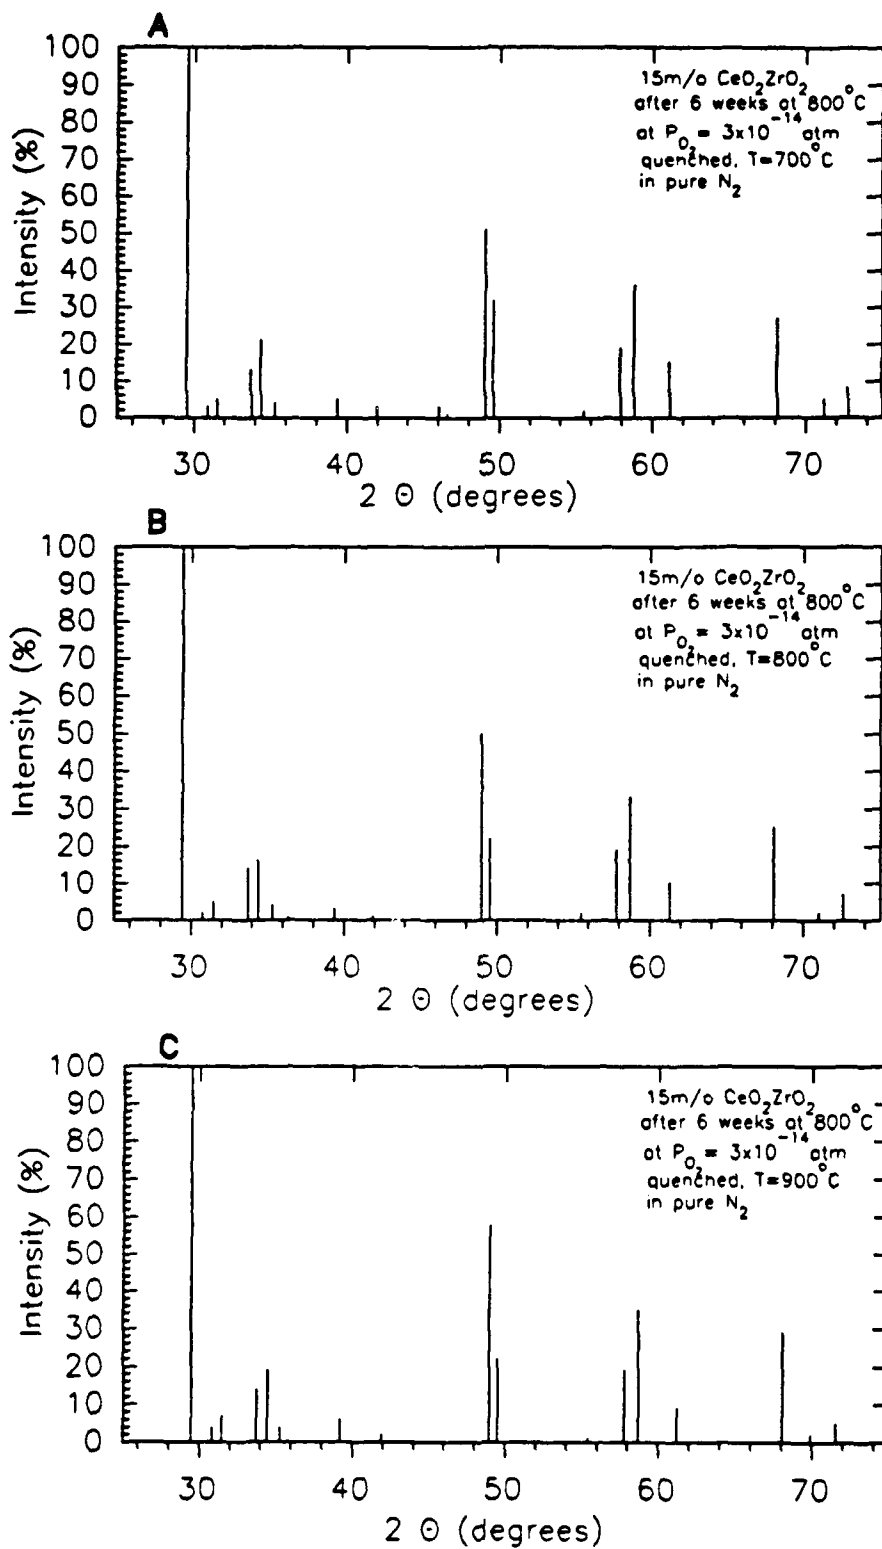 A
100
90
80
70
60
50
40
30
20
10
0
Intensity (%)
15m/o CeO₂ZrO₂
after 6 weeks at 800°C
at P_O₂ = 3x10⁻¹⁴ atm
quenched, T=700°C
in pure N₂
30 40 50 60 70
2 Θ (degrees)
B
100
90
80
70
60
50
40
30
20
10
0
Intensity (%)
15m/o CeO₂ZrO₂
after 6 weeks at 800°C
at P_O₂ = 3x10⁻¹⁴ atm
quenched, T=800°C
in pure N₂
30 40 50 60 70
2 Θ (degrees)
C
100
90
80
70
60
50
40
30
20
10
0
Intensity (%)
15m/o CeO₂ZrO₂
after 6 weeks at 800°C
at P_O₂ = 3x10⁻¹⁴ atm
quenched, T=900°C
in pure N₂
30 40 50 60 70
2 Θ (degrees)